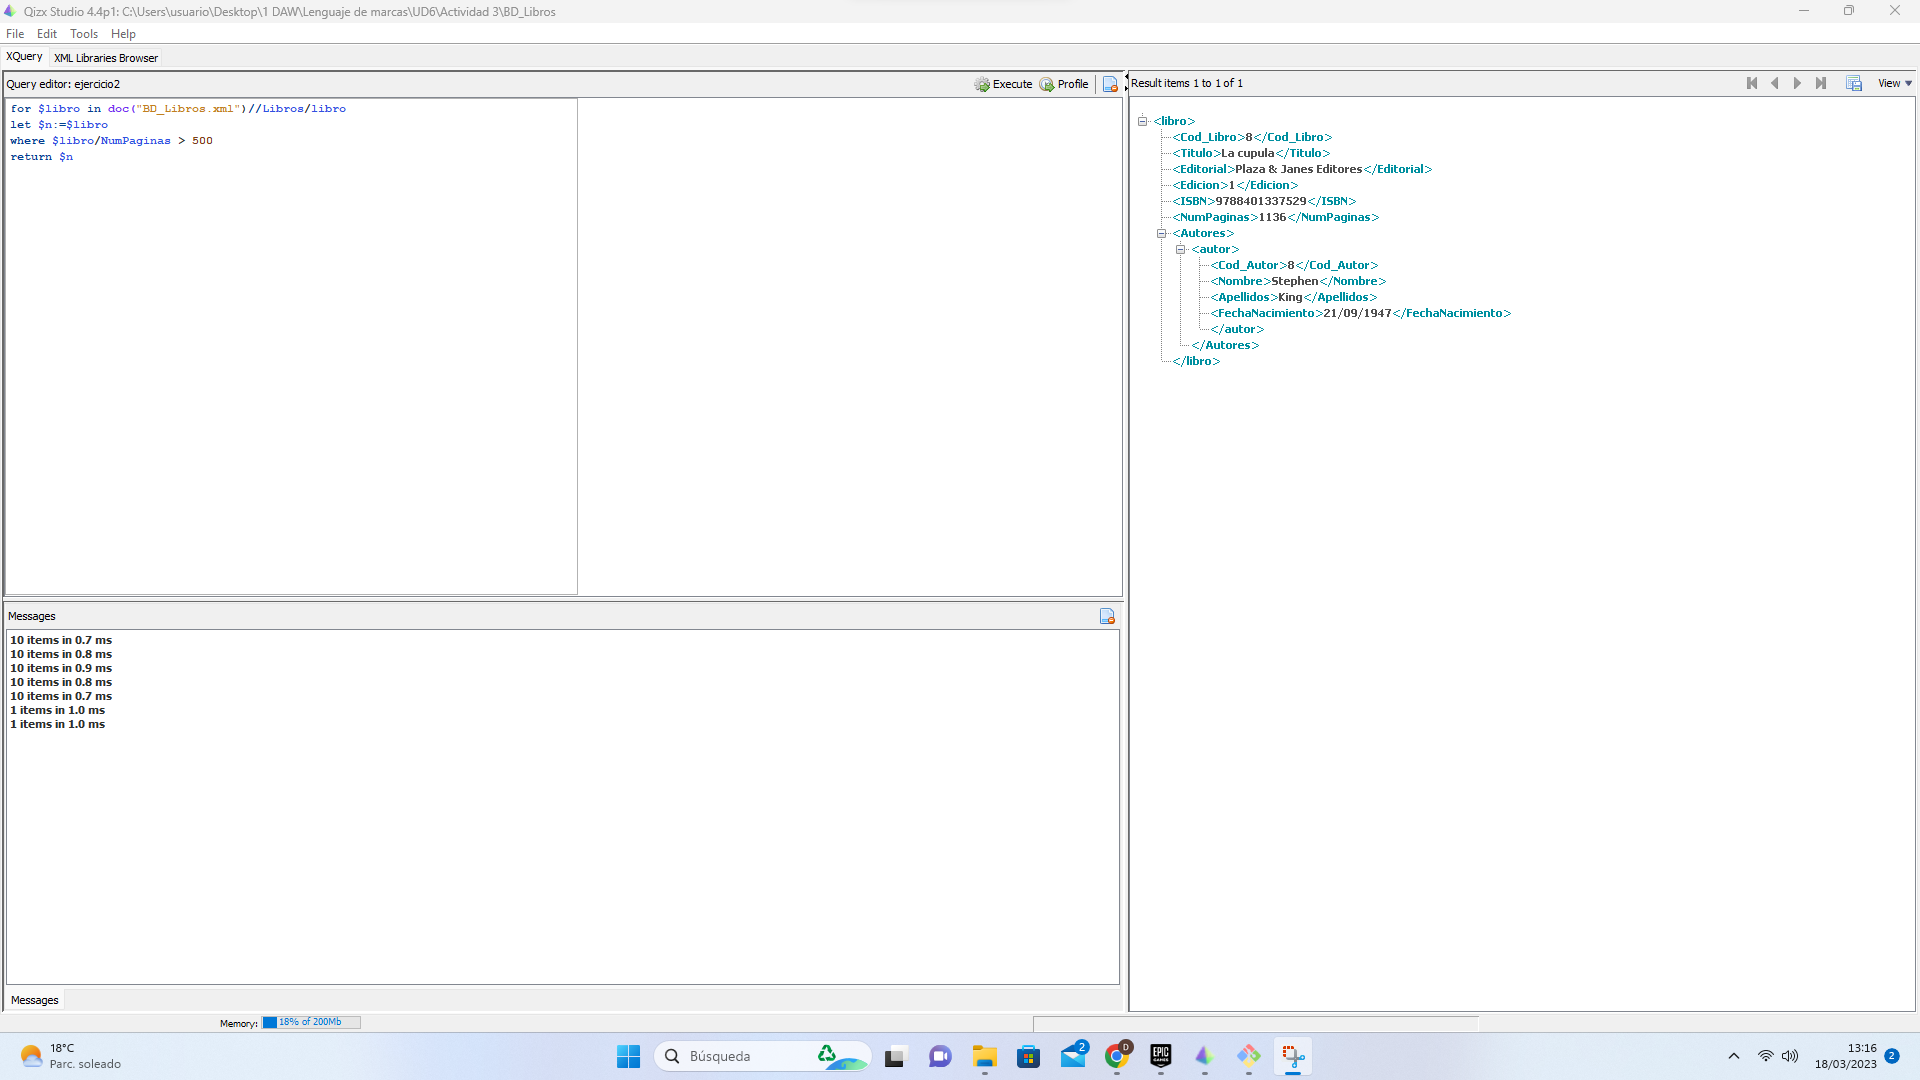 Qizx Studio 4.4p1: C:\Users\usuario\Desktop\1 DAW\Lenguaje de marcas\UD6\Actividad 3\BD_Libros
File Edit Tools Help
XQuery XML Libraries Browser
Query editor: ejercicio2 Execute Profile
for $libro in doc("BD_Libros.xml")//Libros/libro
let $n:=$libro
where $libro/NumPaginas > 500
return $n
Messages
10 items in 0.7 ms
10 items in 0.8 ms
10 items in 0.9 ms
10 items in 0.8 ms
10 items in 0.7 ms
1 items in 1.0 ms
1 items in 1.0 ms
Messages
Memory: 18% of 200Mb
Result items 1 to 1 of 1 View
<libro>
<Cod_Libro>8</Cod_Libro>
<Titulo>La cupula</Titulo>
<Editorial>Plaza & Janes Editores</Editorial>
<Edicion>1</Edicion>
<ISBN>9788401337529</ISBN>
<NumPaginas>1136</NumPaginas>
<Autores>
<autor>
<Cod_Autor>8</Cod_Autor>
<Nombre>Stephen</Nombre>
<Apellidos>King</Apellidos>
<FechaNacimiento>21/09/1947</FechaNacimiento>
</autor>
</Autores>
</libro>
18°C
Parc. soleado
Búsqueda
2
D
EPIC
GAMES
13:16
18/03/2023
2